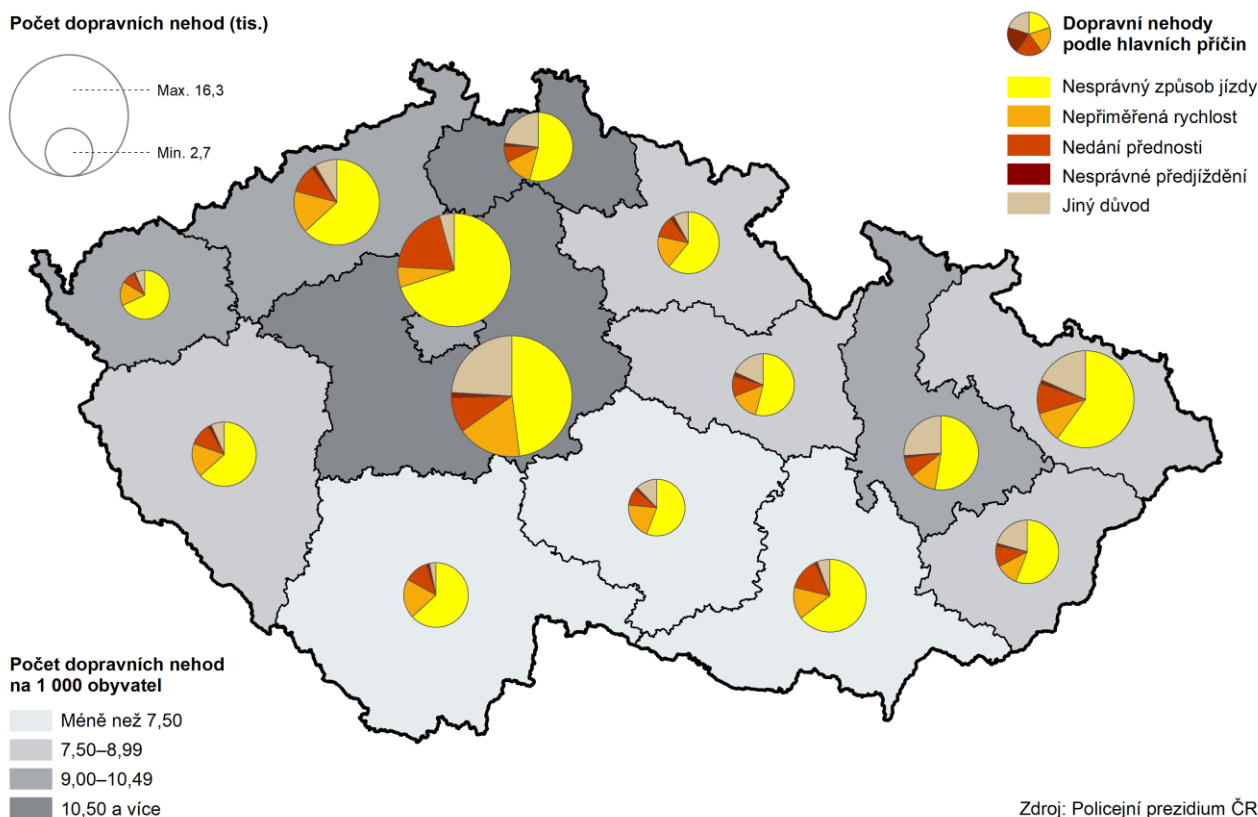 Počet dopravních nehod (tis.)
Max. 16,3
Min. 2,7
Dopravní nehody
podle hlavních příčin
Nesprávný způsob jízdy
Nepřiměřená rychlost
Nedání přednosti
Nesprávné předjíždění
Jiný důvod
Počet dopravních nehod
na 1 000 obyvatel
Méně než 7,50
7,50–8,99
9,00–10,49
10,50 a více
Zdroj: Policejní prezidium ČR